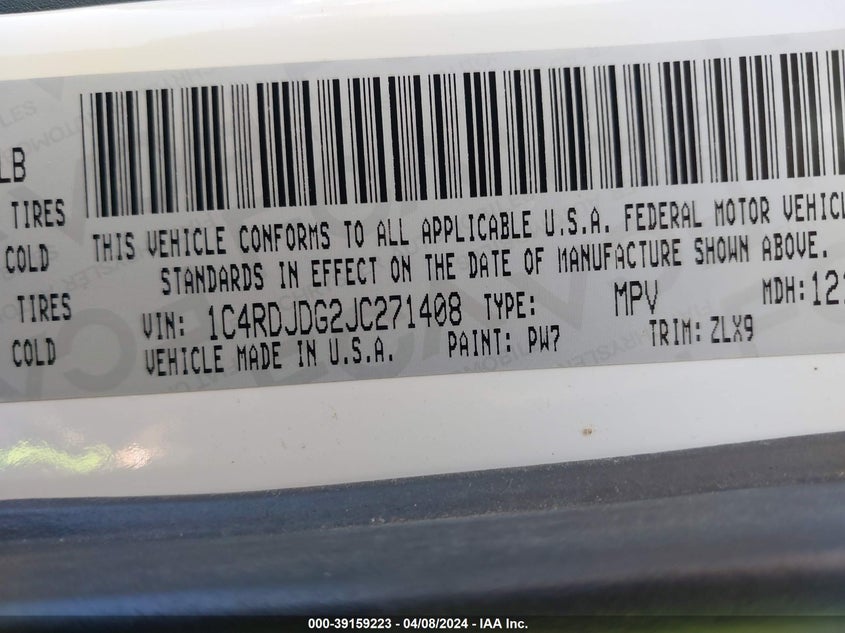 LB
TIRES
COLD
TIRES
COLD
THIS VEHICLE CONFORMS TO ALL APPLICABLE U.S.A. FEDERAL MOTOR VEHICL
STANDARDS IN EFFECT ON THE DATE OF MANUFACTURE SHOWN ABOVE.
VIN: 1C4RDJDG2JC271408 TYPE: MPV MDH:121
VEHICLE MADE IN U.S.A. PAINT: PW7 TRIM: ZLX9
000-39159223 - 04/08/2024 - IAA Inc.